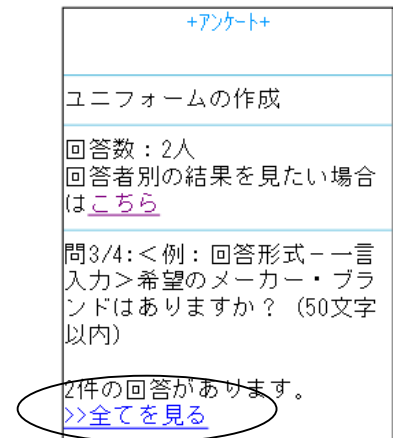 +ｱﾝｹｰﾄ+
ユニフォームの作成
回答数：2人
回答者別の結果を見たい場合
はこちら
問3/4:＜例：回答形式－一言
入力＞希望のメーカー・ブラ
ンドはありますか？（50文字
以内）
2件の回答があります。
>>全てを見る